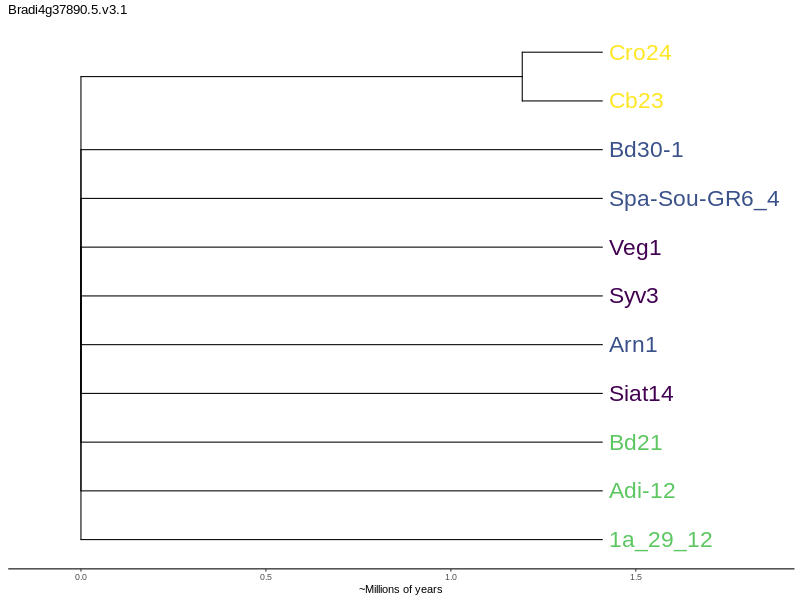 Bradi4g37890.5.v3.1
Cro24
Cb23
Bd30-1
Spa-Sou-GR6_4
Veg1
Syv3
Arn1
Siat14
Bd21
Adi-12
1a_29_12
0.0 0.5 1.0 1.5
~Millions of years